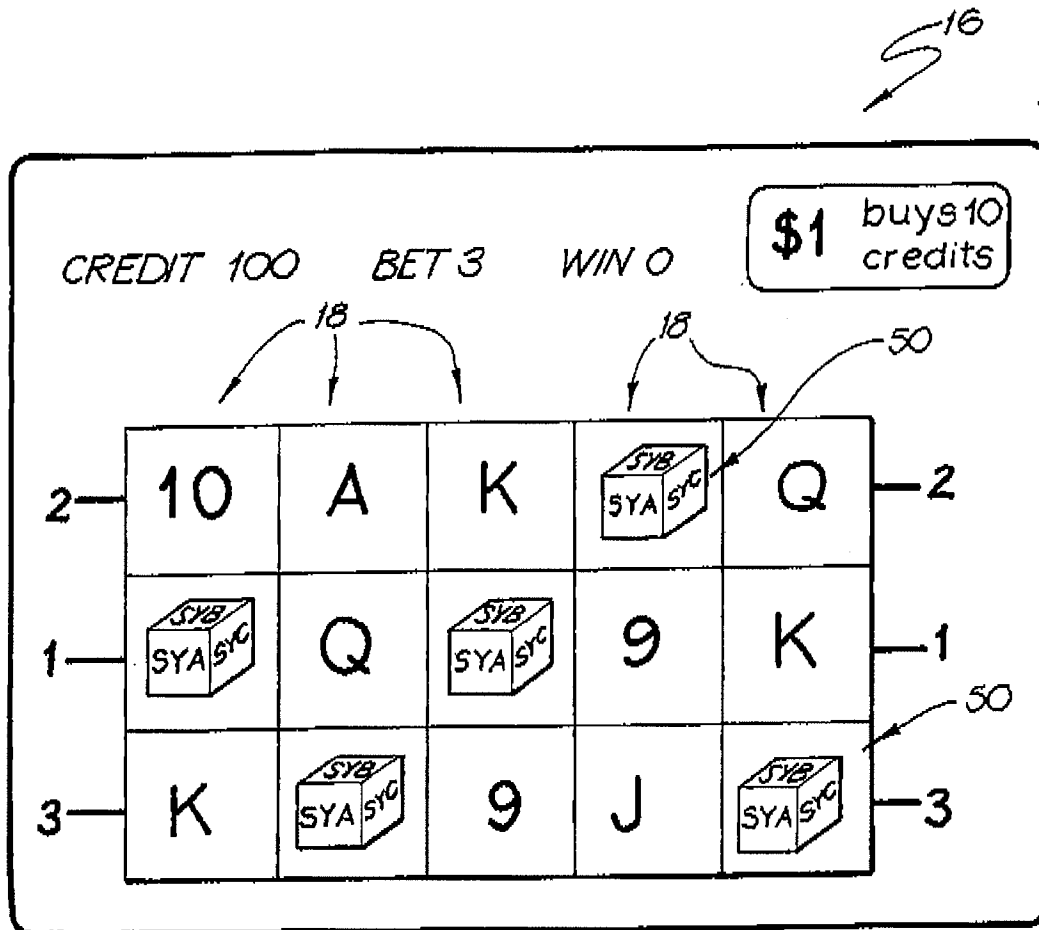 16
$1 buys 10
credits
CREDIT 100 BET 3 WIN 0
18 18 50
2 10 A K SYB SYA SYC Q 2
1 SYB SYA SYC Q SYB SYA SYC 9 K 1
50
3 K SYB SYA SYC 9 J SYB SYA SYC 3